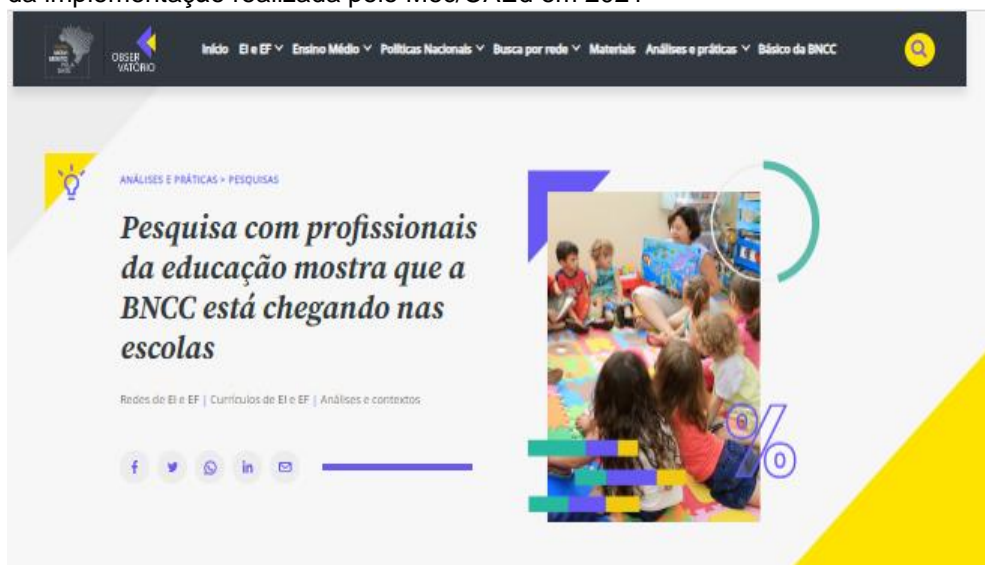 da implementação realizada pelo Mec/CAEd em 2021
OBSER
VATÓRIO
Início EI e EF Ensino Médio Políticas Nacionais Busca por rede Materiais Análises e práticas Básico da BNCC
ANÁLISES E PRÁTICAS > PESQUISAS
Pesquisa com profissionais
da educação mostra que a
BNCC está chegando nas
escolas
Redes de EI e EF | Currículos de EI e EF | Análises e contextos
%